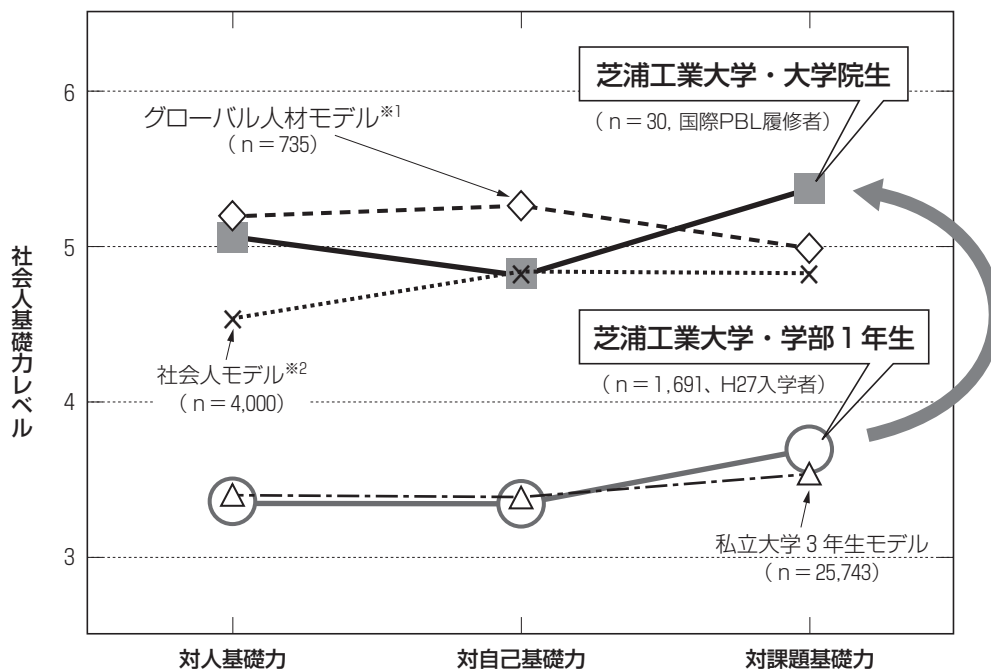 芝浦工業大学・大学院生
（n＝30, 国際PBL履修者）
グローバル人材モデル※1
（n＝735）
社会人基礎力レベル
6
5
4
3
社会人モデル※2
（n＝4,000）
芝浦工業大学・学部1年生
（n＝1,691、H27入学者）
私立大学3年生モデル
（n＝25,743）
対人基礎力
対自己基礎力
対課題基礎力